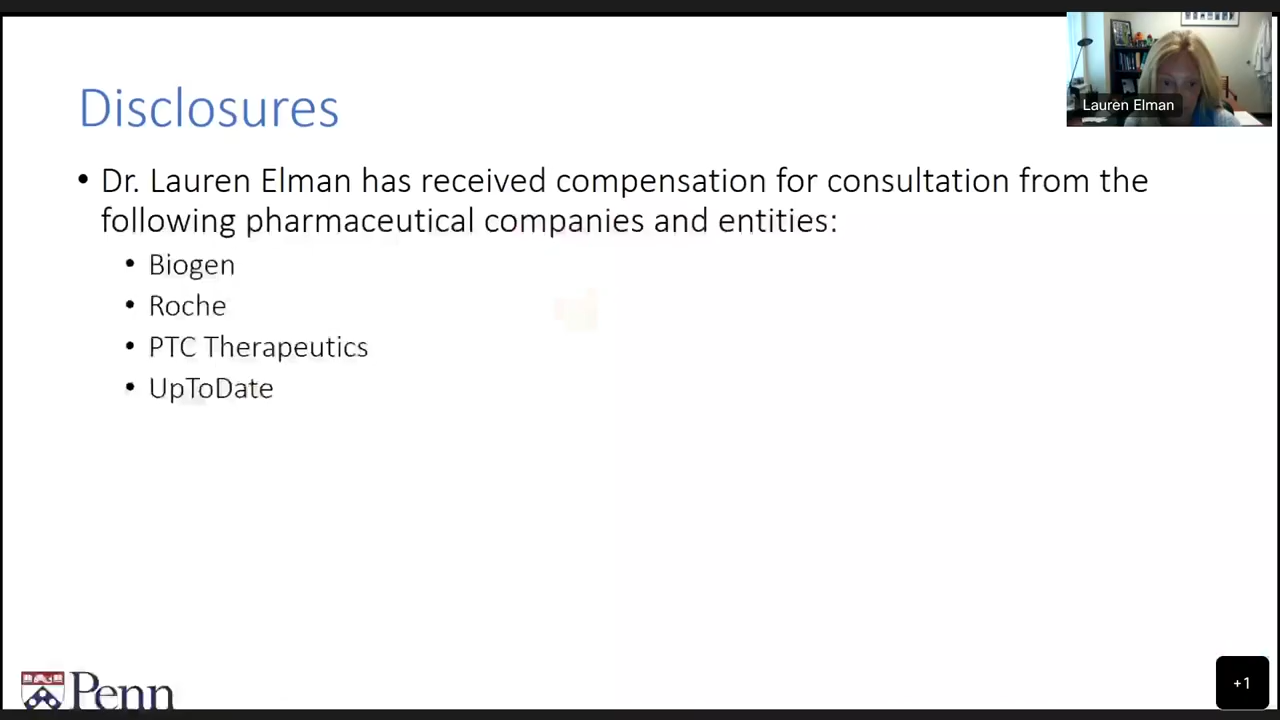 Disclosures
Lauren Elman
• Dr. Lauren Elman has received compensation for consultation from the
following pharmaceutical companies and entities:
• Biogen
• Roche
• PTC Therapeutics
• UpToDate
Penn
+1